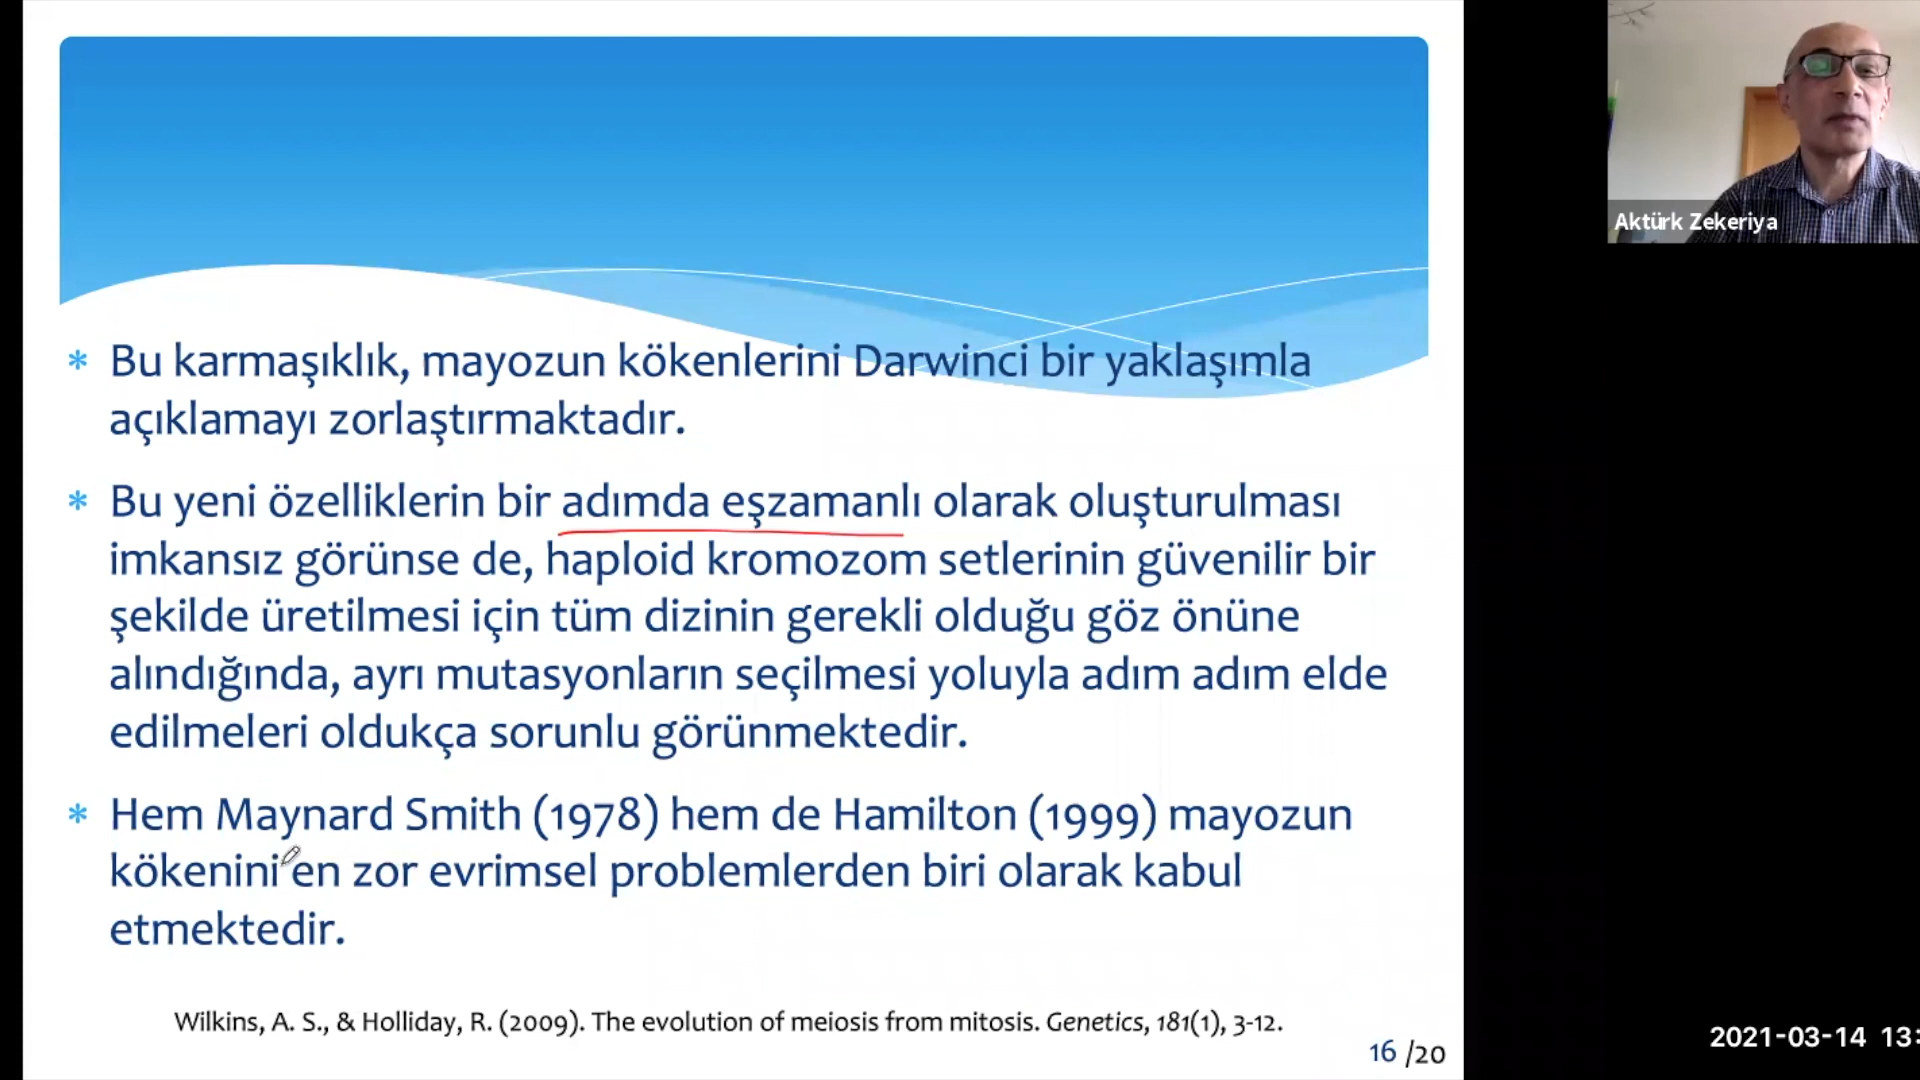 Bu karmaşıklık, mayozun kökenlerini Darwinci bir yaklaşımla
açıklamayı zorlaştırmaktadır.
Bu yeni özelliklerin bir adımda eşzamanlı olarak oluşturulması
imkansız görünse de, haploid kromozom setlerinin güvenilir bir
şekilde üretilmesi için tüm dizinin gerekli olduğu göz önüne
alındığında, ayrı mutasyonların seçilmesi yoluyla adım adım elde
edilmeleri oldukça sorunlu görünmektedir.
Hem Maynard Smith (1978) hem de Hamilton (1999) mayozun
kökenini en zor evrimsel problemlerden biri olarak kabul
etmektedir.
Wilkins, A. S., & Holliday, R. (2009). The evolution of meiosis from mitosis. Genetics, 181(1), 3-12.
16 /20
Aktürk Zekeriya
2021-03-14 13: